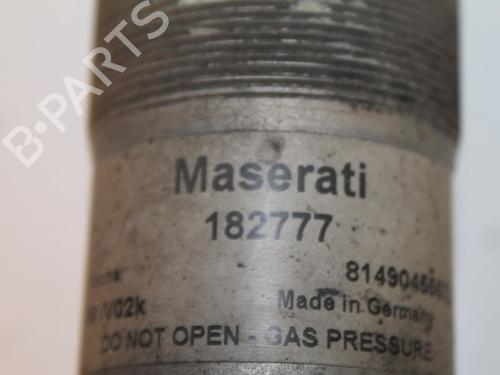 B-PARTS
Maserati
182777
Made in Germany
DO NOT OPEN - GAS PRESSURE